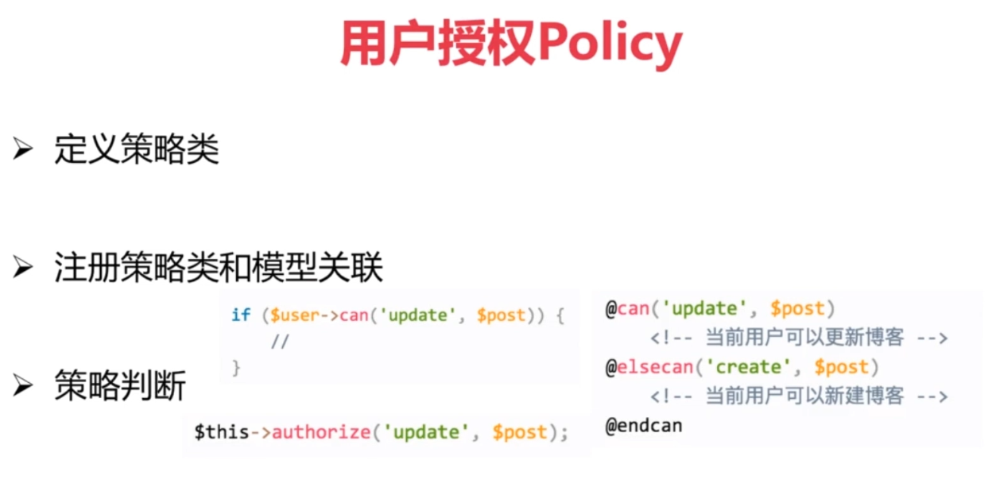 用户授权Policy
➢ 定义策略类
➢ 注册策略类和模型关联
if ($user->can('update', $post)) {
//
}
➢ 策略判断
$this->authorize('update', $post);
@can('update', $post)
<!-- 当前用户可以更新博客 -->
@elsecan('create', $post)
<!-- 当前用户可以新建博客 -->
@endcan